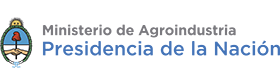 Ministerio de Agroindustria
Presidencia de la Nación